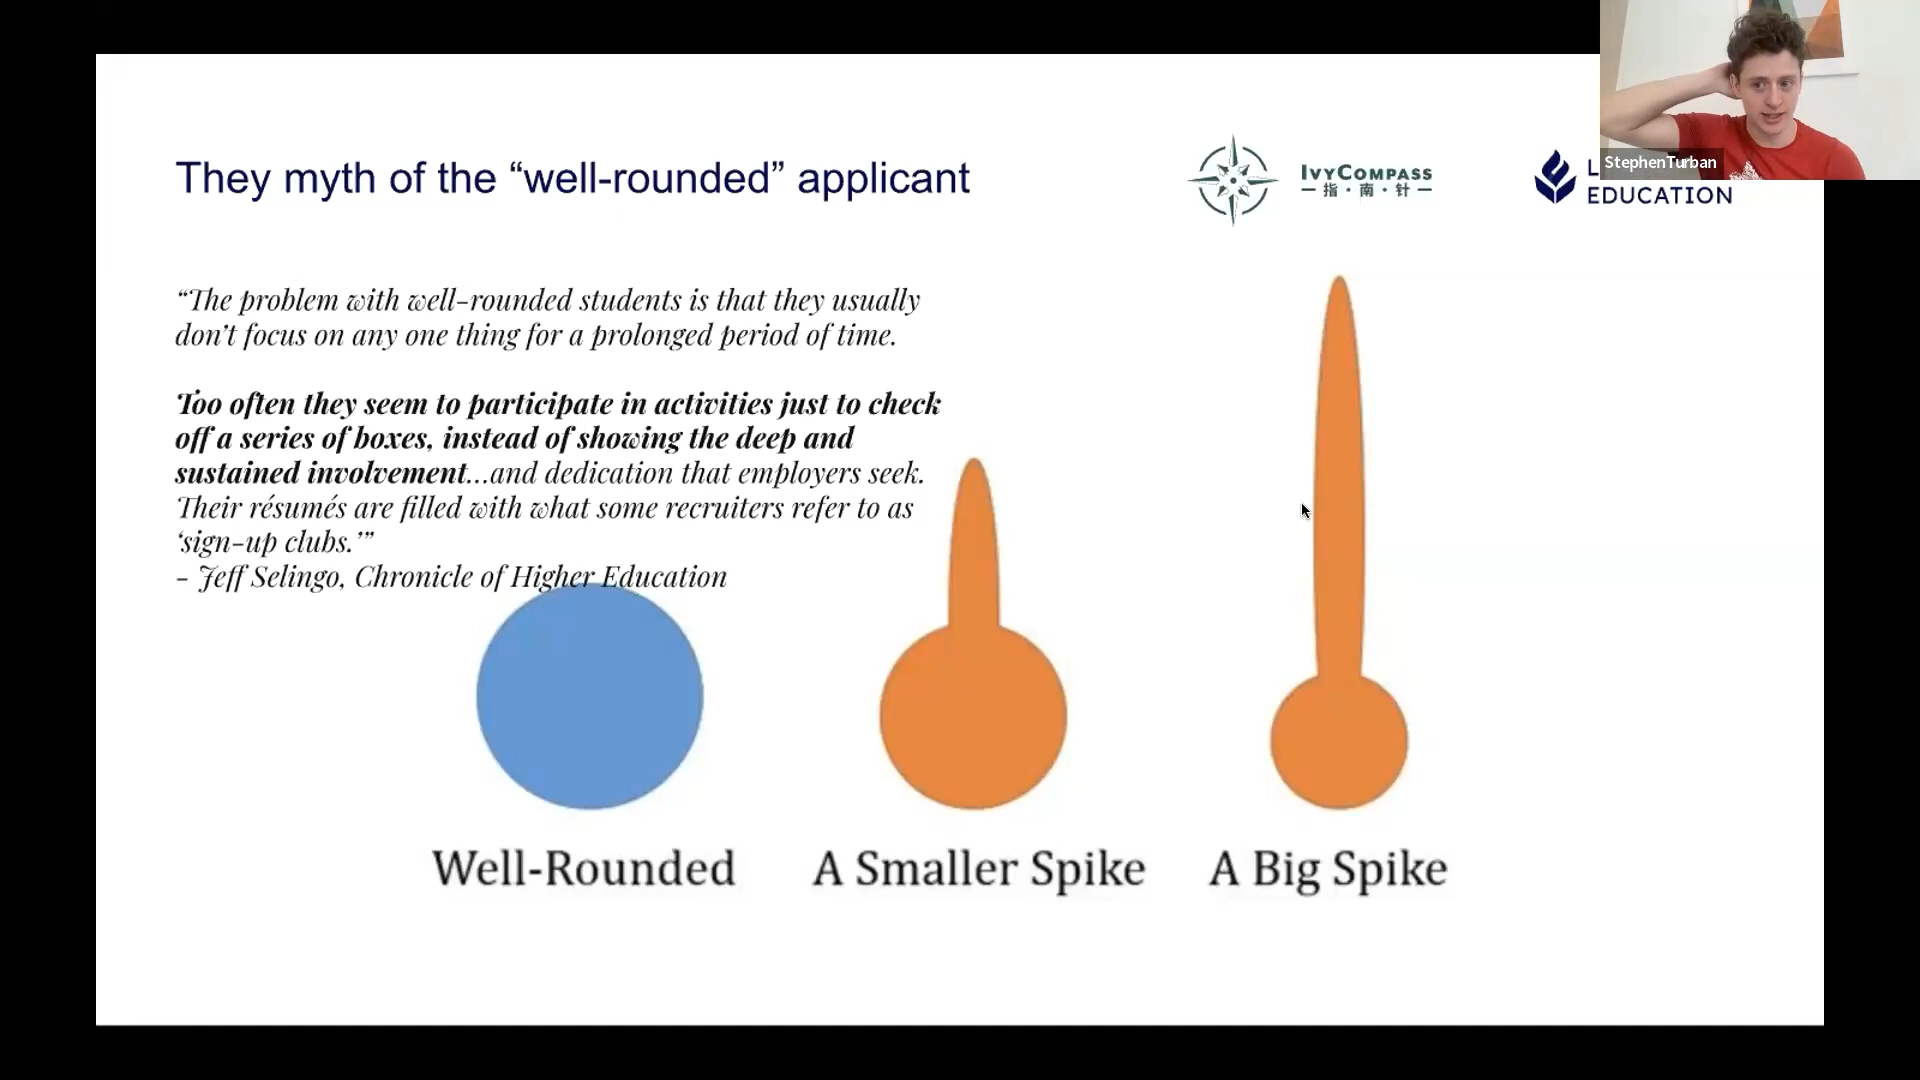 They myth of the “well-rounded” applicant
IVYCOMPASS
指·南·针
L
EDUCATION
StephenTurban
“The problem with well-rounded students is that they usually
don’t focus on any one thing for a prolonged period of time.
Too often they seem to participate in activities just to check
off a series of boxes, instead of showing the deep and
sustained involvement...and dedication that employers seek.
Their résumés are filled with what some recruiters refer to as
‘sign-up clubs.’”
– Jeff Selingo, Chronicle of Higher Education
Well-Rounded
A Smaller Spike
A Big Spike